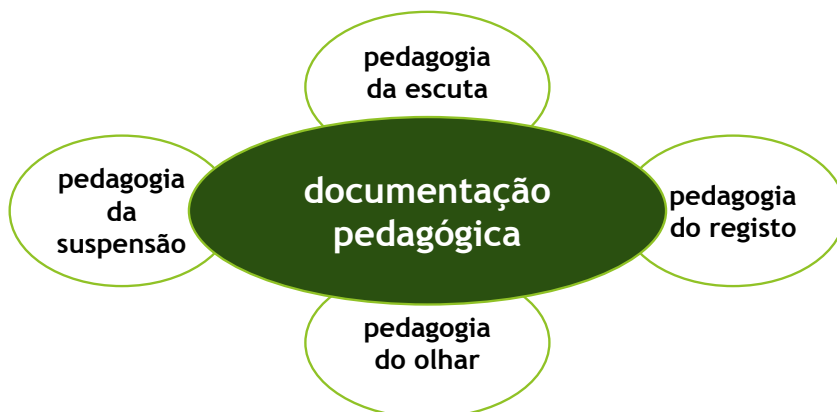 pedagogia
da escuta
pedagogia
da
suspensão
documentação
pedagógica
pedagogia
do registo
pedagogia
do olhar